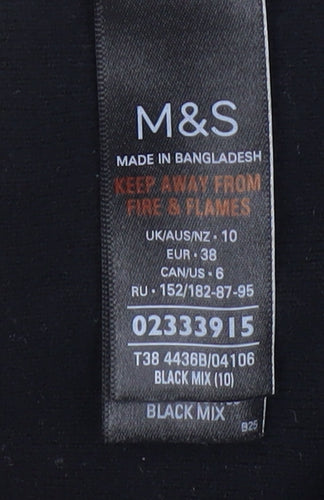 M&S
MADE IN BANGLADESH
KEEP AWAY FROM
FIRE & FLAMES
UK/AUS/NZ • 10
EUR • 38
CAN/US • 6
RU • 152/182-87-95
02333915
T38 4436B/04106
BLACK MIX (10)
BLACK MIX
B25